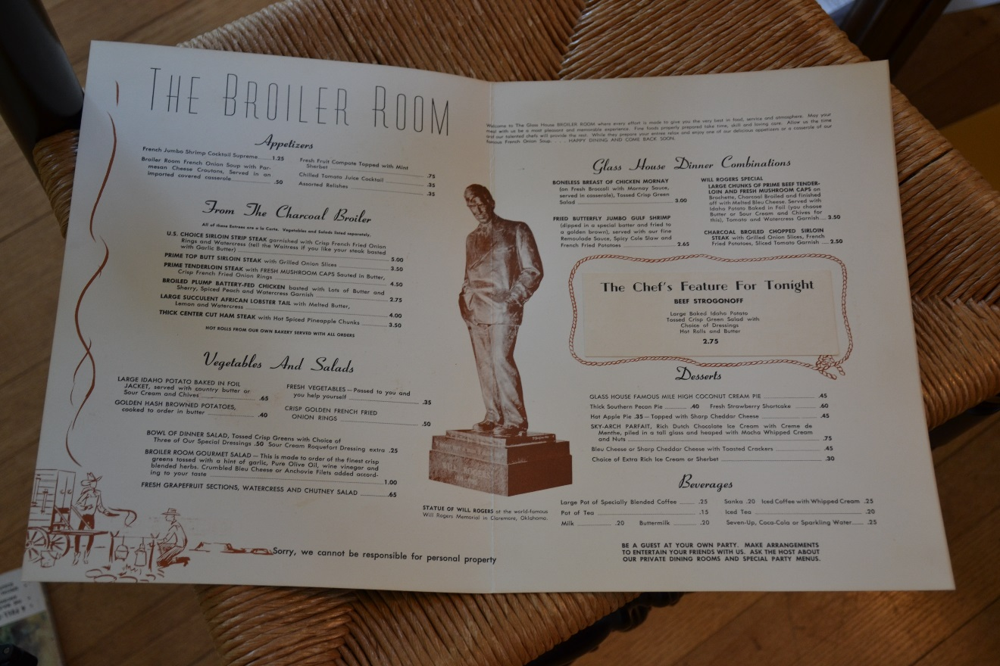 THE BROILER ROOM
Appetizers
French Jumbo Shrimp Cocktail Supreme 1.25
Broiler Room French Onion Soup with Par-
mesan Cheese Croutons, Served in an
imported covered casserole .50
Fresh Fruit Compote Topped with Mint
Sherbet .75
Chilled Tomato Juice Cocktail .35
Assorted Relishes .35
From The Charcoal Broiler
All of these Entrees are a la Carte. Vegetables and Salads listed separately.
U.S. CHOICE SIRLOIN STRIP STEAK garnished with Crisp French Fried Onion
Rings and Watercress (tell the Waitress if you like your steak basted
with Garlic Butter) 5.00
PRIME TOP BUTT SIRLOIN STEAK with Grilled Onion Slices 3.50
PRIME TENDERLOIN STEAK with FRESH MUSHROOM CAPS Sauted in Butter,
Crisp French Fried Onion Rings 4.50
BROILED PLUMP BATTERY-FED CHICKEN basted with Lots of Butter and
Sherry, Spiced Peach and Watercress Garnish 2.75
LARGE SUCCULENT AFRICAN LOBSTER TAIL with Melted Butter,
Lemon and Watercress 4.00
THICK CENTER CUT HAM STEAK with Hot Spiced Pineapple Chunks 3.50
HOT ROLLS FROM OUR OWN BAKERY SERVED WITH ALL ORDERS
Vegetables And Salads
LARGE IDAHO POTATO BAKED IN FOIL
JACKET, served with country butter or
Sour Cream and Chives .65
GOLDEN HASH BROWNED POTATOES,
cooked to order in butter .40
FRESH VEGETABLES—Passed to you and
you help yourself .35
CRISP GOLDEN FRENCH FRIED
ONION RINGS .50
BOWL OF DINNER SALAD, Tossed Crisp Greens with Choice of
Three of Our Special Dressings .50 Sour Cream Roquefort Dressing extra .25
BROILER ROOM GOURMET SALAD—This is made to order of the finest crisp
greens tossed with a hint of garlic, Pure Olive Oil, wine vinegar and
blended herbs. Crumbled Bleu Cheese or Anchovie Filets added accord-
ing to your taste 1.00
FRESH GRAPEFRUIT SECTIONS, WATERCRESS AND CHUTNEY SALAD .65
Sorry, we cannot be responsible for personal property
WILL ROGERS
STATUE OF WILL ROGERS at the world-famous
Will Rogers Memorial in Claremore, Oklahoma.
Welcome to The Glass House BROILER ROOM where every effort is made to give you the very best in food, service and atmosphere. May your
meal with us be a most pleasant and memorable experience. Fine foods properly prepared take time, skill and loving care. Allow us the time
and our talented chefs will provide the rest. While they prepare your entree relax and enjoy one of our delicious appetizers or a casserole of our
famous French Onion Soup. . . . HAPPY DINING AND COME BACK SOON.
Glass House Dinner Combinations
BONELESS BREAST OF CHICKEN MORNAY
(on Fresh Broccoli with Mornay Sauce,
served in casserole), Tossed Crisp Green
Salad 3.00
FRIED BUTTERFLY JUMBO GULF SHRIMP
(dipped in a special batter and fried to
a golden brown), served with our fine
Remoulade Sauce, Spicy Cole Slaw and
French Fried Potatoes 2.65
WILL ROGERS SPECIAL
LARGE CHUNKS OF PRIME BEEF TENDER-
LOIN AND FRESH MUSHROOM CAPS on
Brochette, Charcoal Broiled and finished
off with Melted Bleu Cheese. Served with
Idaho Potato Baked in Foil (you choose
Butter or Sour Cream and Chives for
this), Tomato and Watercress Garnish 3.50
CHARCOAL BROILED CHOPPED SIRLOIN
STEAK with Grilled Onion Slices, French
Fried Potatoes, Sliced Tomato Garnish 2.50
The Chef's Feature For Tonight
BEEF STROGONOFF
Large Baked Idaho Potato
Tossed Crisp Green Salad with
Choice of Dressings
Hot Rolls and Butter
2.75
Desserts
GLASS HOUSE FAMOUS MILE HIGH COCONUT CREAM PIE .45
Thick Southern Pecan Pie .40 Fresh Strawberry Shortcake .60
Hot Apple Pie .35—Topped with Sharp Cheddar Cheese .45
SKY-ARCH PARFAIT, Rich Dutch Chocolate Ice Cream with Creme de
Menthe, piled in a tall glass and heaped with Mocha Whipped Cream
and Nuts .75
Bleu Cheese or Sharp Cheddar Cheese with Toasted Crackers .45
Choice of Extra Rich Ice Cream or Sherbet .30
Beverages
Large Pot of Specially Blended Coffee .25
Pot of Tea .15
Milk .20 Buttermilk .20
Sanka .20 Iced Coffee with Whipped Cream .25
Iced Tea .20
Seven-Up, Coca-Cola or Sparkling Water .25
BE A GUEST AT YOUR OWN PARTY. MAKE ARRANGEMENTS
TO ENTERTAIN YOUR FRIENDS WITH US. ASK THE HOST ABOUT
OUR PRIVATE DINING ROOMS AND SPECIAL PARTY MENUS.